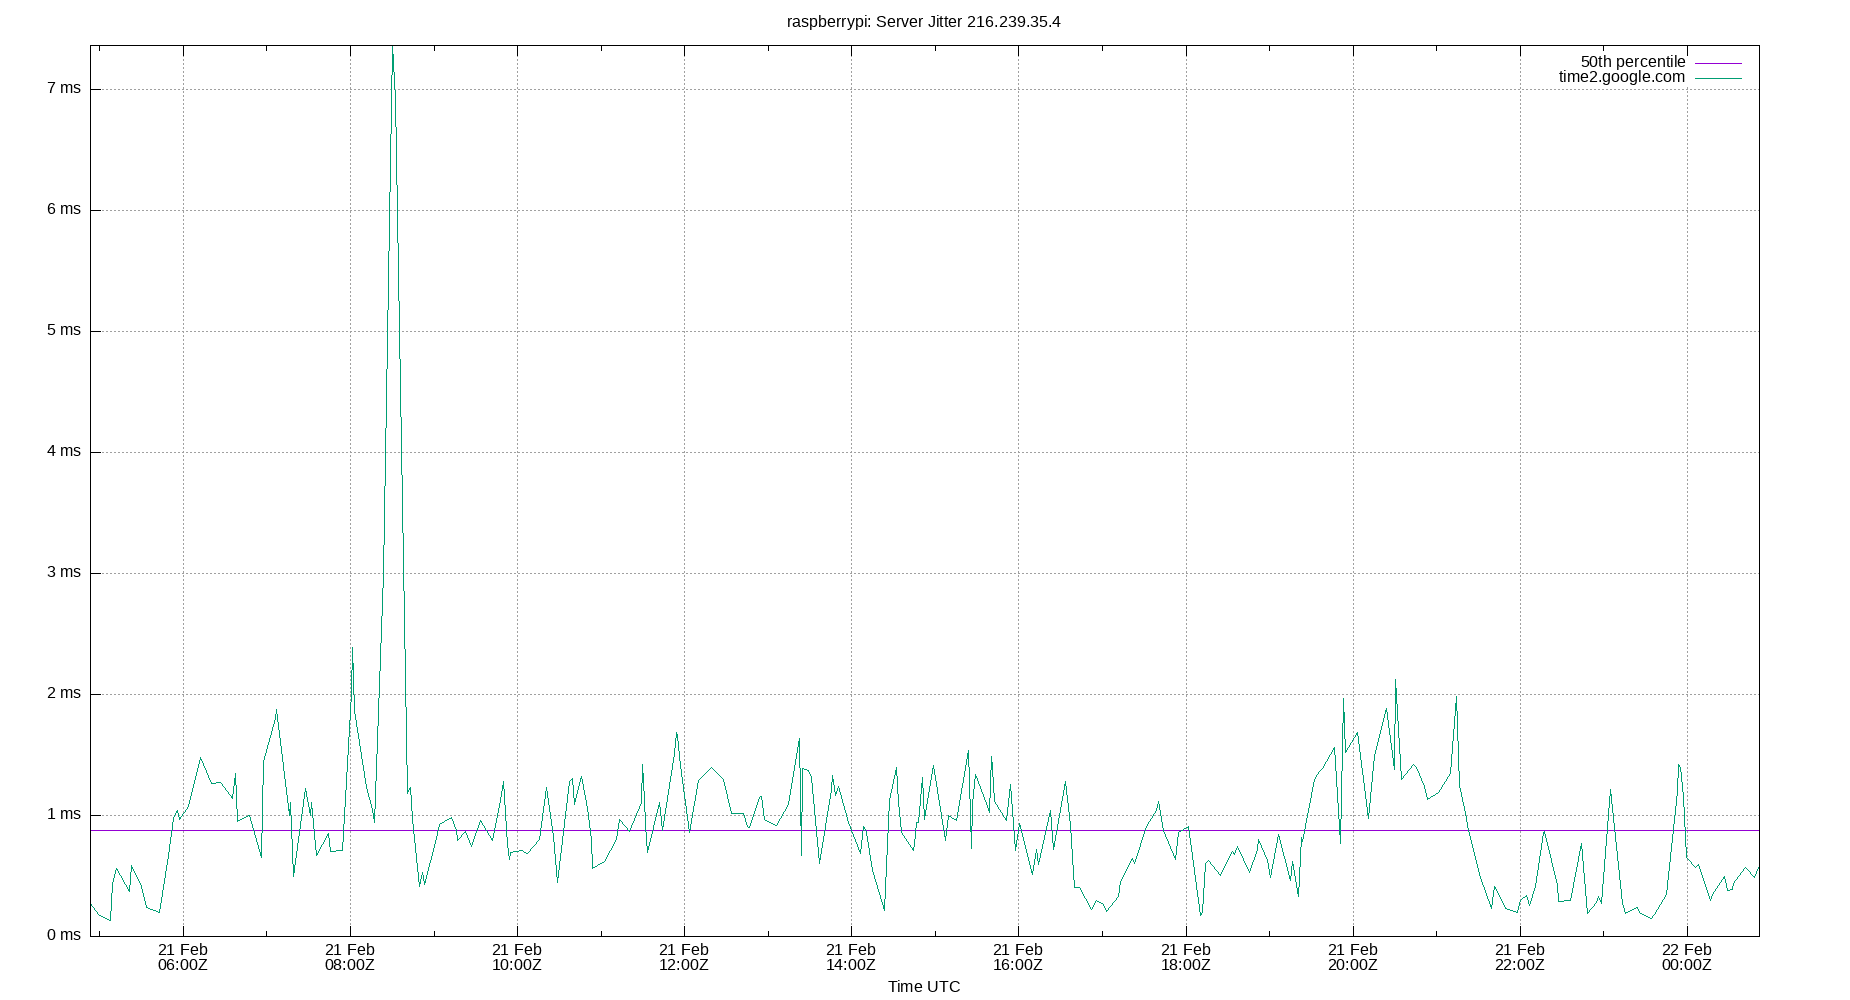 raspberrypi: Server Jitter 216.239.35.4
50th percentile
time2.google.com
7 ms
6 ms
5 ms
4 ms
3 ms
2 ms
1 ms
0 ms
21 Feb 21 Feb 21 Feb 21 Feb 21 Feb 21 Feb 21 Feb 21 Feb 21 Feb 22 Feb
06:00Z 08:00Z 10:00Z 12:00Z 14:00Z 16:00Z 18:00Z 20:00Z 22:00Z 00:00Z
Time UTC